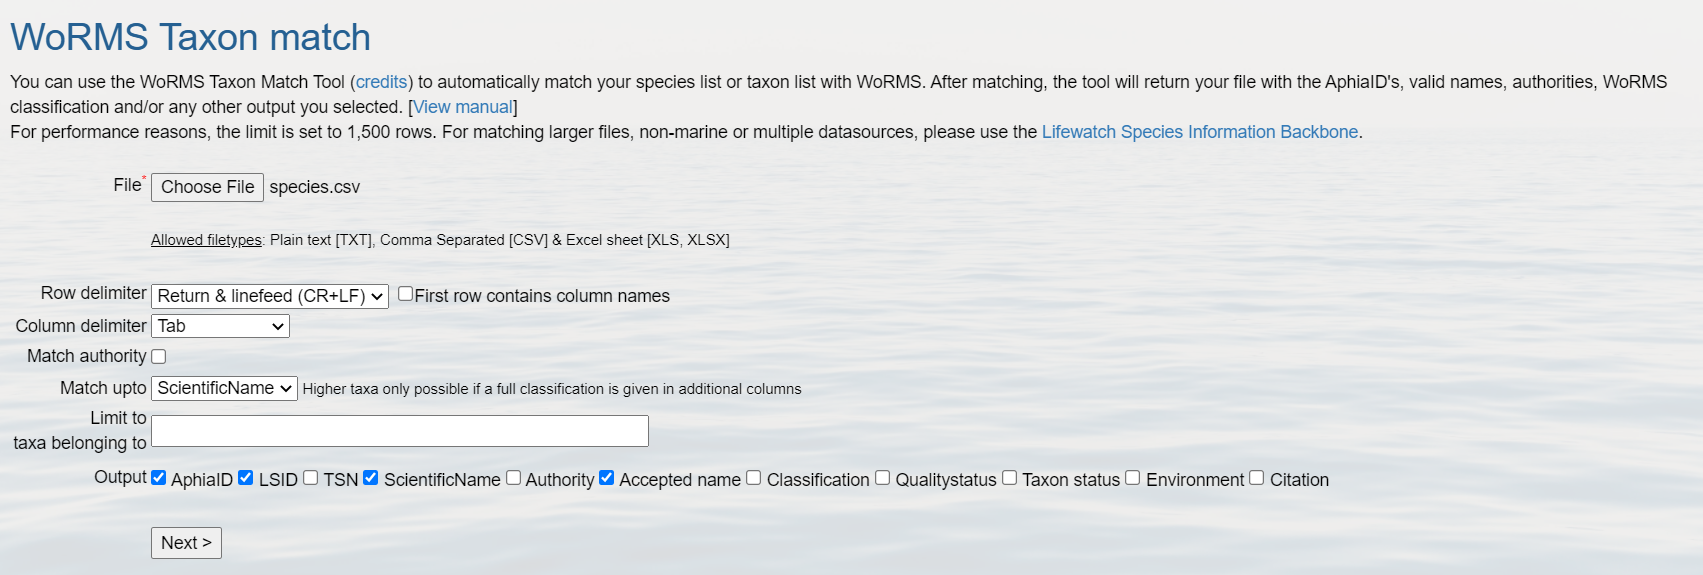 WoRMS Taxon match
You can use the WoRMS Taxon Match Tool (credits) to automatically match your species list or taxon list with WoRMS. After matching, the tool will return your file with the AphiaID's, valid names, authorities, WoRMS
classification and/or any other output you selected. [View manual]
For performance reasons, the limit is set to 1,500 rows. For matching larger files, non-marine or multiple datasources, please use the Lifewatch Species Information Backbone.
File* Choose File species.csv
Allowed filetypes: Plain text [TXT], Comma Separated [CSV] & Excel sheet [XLS, XLSX]
Row delimiter Return & linefeed (CR+LF) First row contains column names
Column delimiter Tab
Match authority
Match upto ScientificName Higher taxa only possible if a full classification is given in additional columns
Limit to
taxa belonging to
Output AphiaID LSID TSN ScientificName Authority Accepted name Classification Qualitystatus Taxon status Environment Citation
Next >